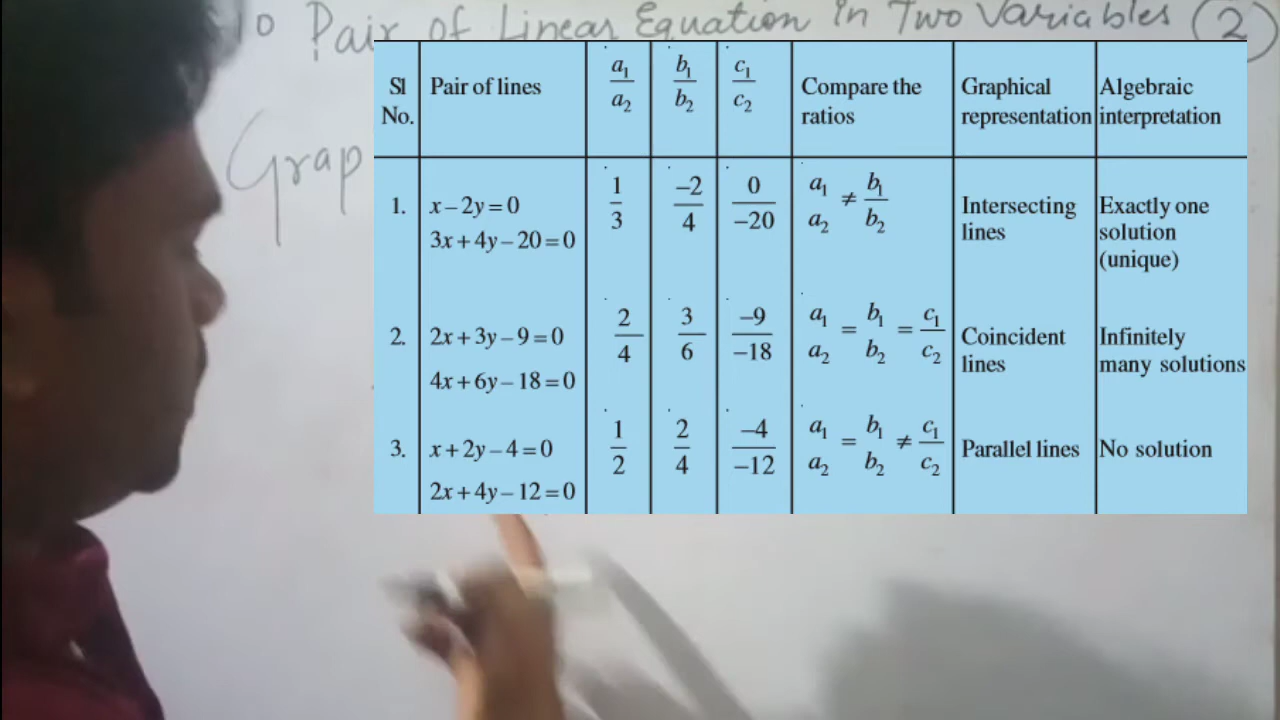 10 Pair of Linear Equation in Two Variables (2)
Grap
Sl No. | Pair of lines | a₁/a₂ | b₁/b₂ | c₁/c₂ | Compare the ratios | Graphical representation | Algebraic interpretation
1. | x – 2y = 0 | 1/3 | –2/4 | 0/–20 | a₁/a₂ ≠ b₁/b₂ | Intersecting lines | Exactly one solution (unique)
3x + 4y – 20 = 0
2. | 2x + 3y – 9 = 0 | 2/4 | 3/6 | –9/–18 | a₁/a₂ = b₁/b₂ = c₁/c₂ | Coincident lines | Infinitely many solutions
4x + 6y – 18 = 0
3. | x + 2y – 4 = 0 | 1/2 | 2/4 | –4/–12 | a₁/a₂ = b₁/b₂ ≠ c₁/c₂ | Parallel lines | No solution
2x + 4y – 12 = 0